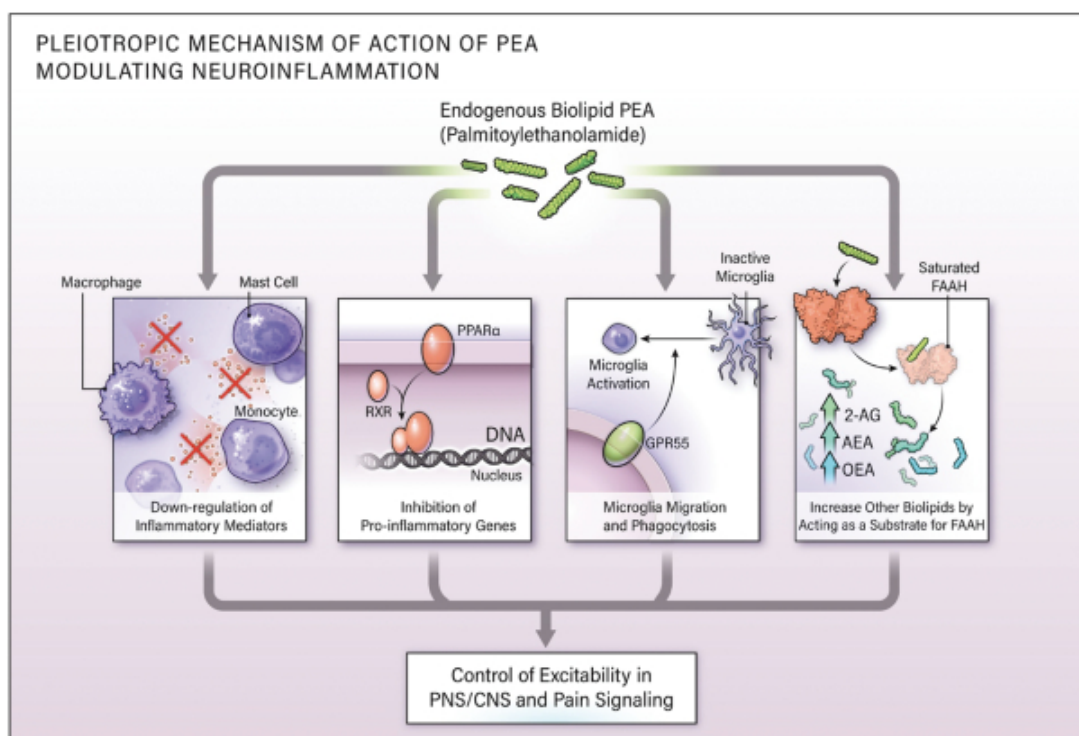 PLEIOTROPIC MECHANISM OF ACTION OF PEA
MODULATING NEUROINFLAMMATION
Endogenous Biolipid PEA
(Palmitoylethanolamide)
Macrophage
Mast Cell
Monocyte
Down-regulation of
Inflammatory Mediators
PPARα
RXR
DNA
Nucleus
Inhibition of
Pro-inflammatory Genes
Inactive
Microglia
Microglia
Activation
GPR55
Microglia Migration
and Phagocytosis
Saturated
FAAH
2-AG
AEA
OEA
Increase Other Biolipids by
Acting as a Substrate for FAAH
Control of Excitability in
PNS/CNS and Pain Signaling